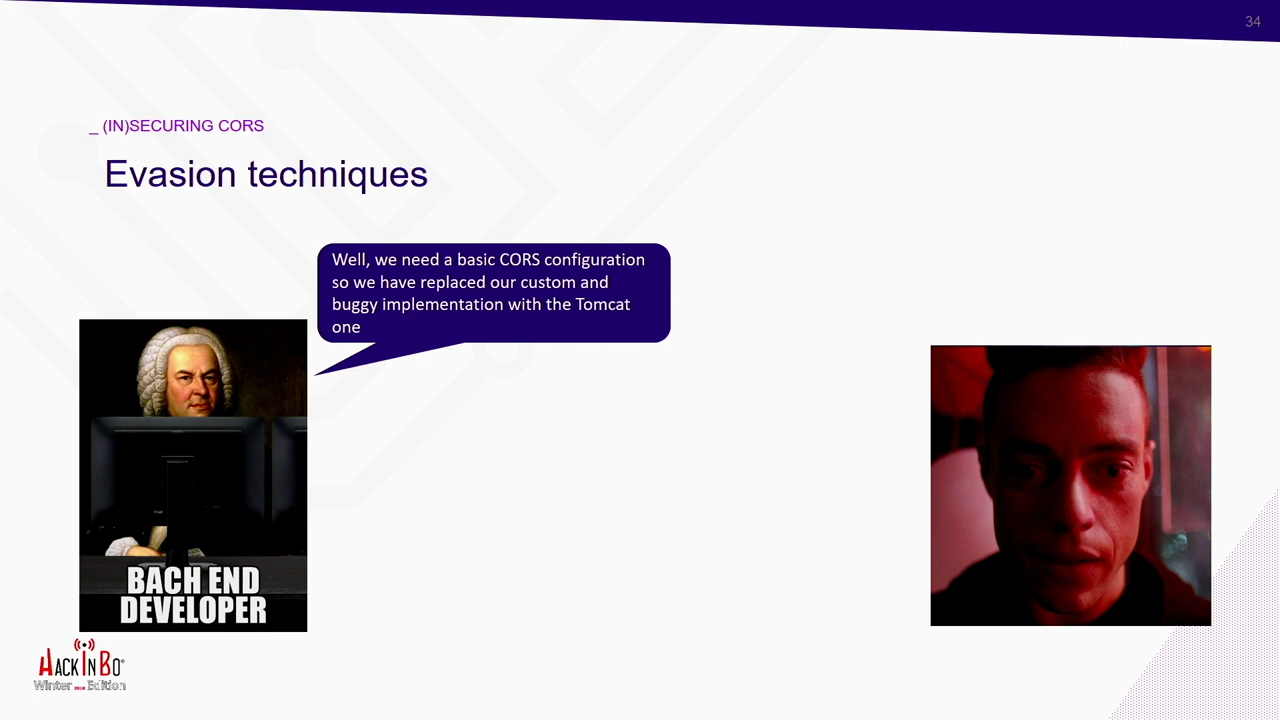 34
_ (IN)SECURING CORS
Evasion techniques
Well, we need a basic CORS configuration
so we have replaced our custom and
buggy implementation with the Tomcat
one
BACH END
DEVELOPER
HACKINBO®
Winter Edition